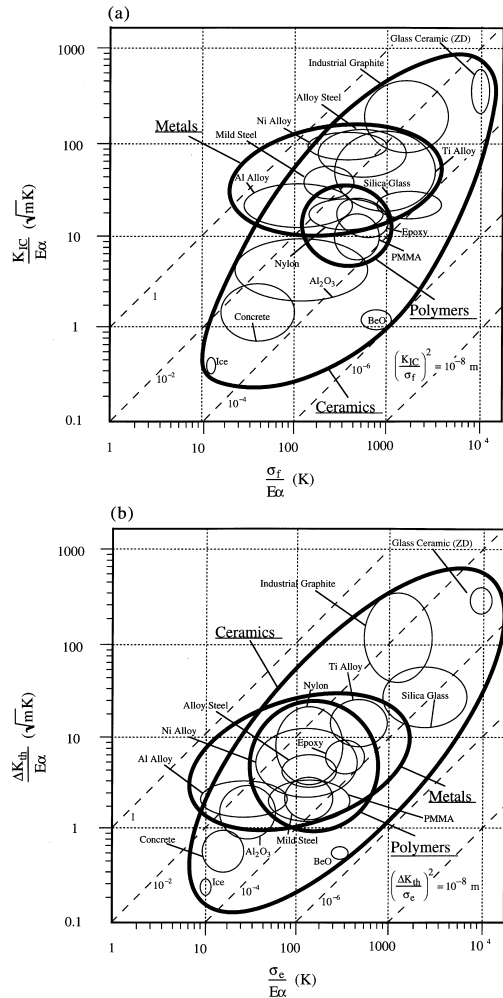 (a)
Glass Ceramic (ZD)
1000
Industrial Graphite
Alloy Steel
Ni Alloy
Metals
Mild Steel
100
Ti Alloy
Al Alloy
Silica Glass
K_IC / Eα (√mK)
10
Epoxy
Nylon
PMMA
Al₂O₃
1
Polymers
Concrete
BeO
1
Ice
10⁻²
10⁻⁴
10⁻⁶
(K_IC / σ_f)² = 10⁻⁸ m
Ceramics
0.1
1 10 100 1000 10⁴
σ_f / Eα (K)
(b)
Glass Ceramic (ZD)
1000
Industrial Graphite
Ceramics
100
Ti Alloy
Nylon
Alloy Steel
Silica Glass
Ni Alloy
ΔK_th / Eα (√mK)
10
Epoxy
Al Alloy
Metals
1
PMMA
1
Concrete
Mild Steel
Al₂O₃
Polymers
BeO
Ice
10⁻²
10⁻⁴
10⁻⁶
(ΔK_th / σ_e)² = 10⁻⁸ m
0.1
1 10 100 1000 10⁴
σ_e / Eα (K)